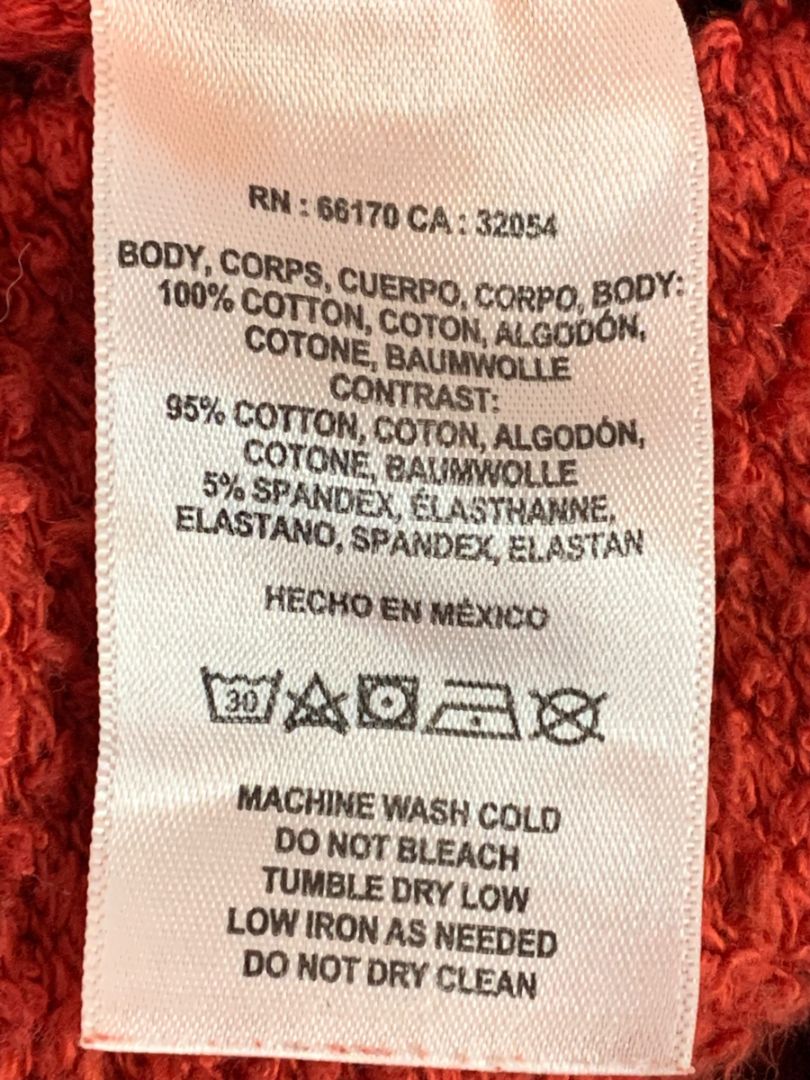 RN : 66170 CA : 32054
BODY, CORPS, CUERPO, CORPO, BODY:
100% COTTON, COTON, ALGODÓN,
COTONE, BAUMWOLLE
CONTRAST:
95% COTTON, COTON, ALGODÓN,
COTONE, BAUMWOLLE
5% SPANDEX, ÉLASTHANNE,
ELASTANO, SPANDEX, ELASTAN
HECHO EN MÉXICO
30
MACHINE WASH COLD
DO NOT BLEACH
TUMBLE DRY LOW
LOW IRON AS NEEDED
DO NOT DRY CLEAN